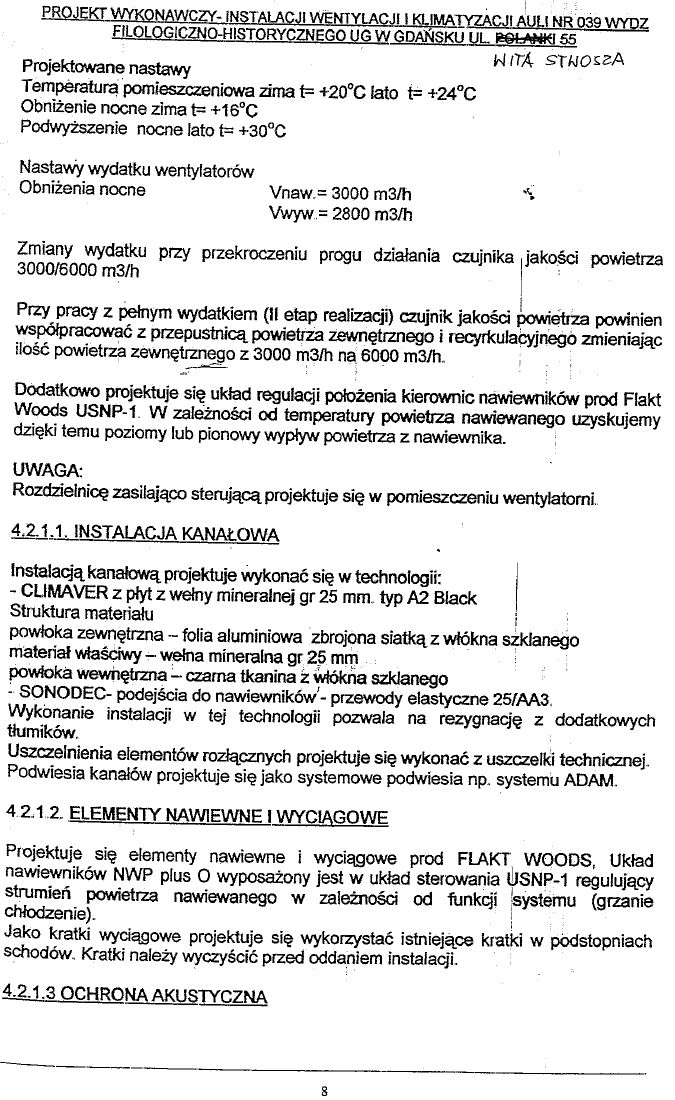 PROJEKT WYKONAWCZY- INSTALACJI WENTYLACJI I KLIMATYZACJI AULI NR 039 WYDZ
FILOLOGICZNO-HISTORYCZNEGO UG W GDAŃSKU UL. POLANKI 55
WITA STWOSZA
Projektowane nastawy
Temperatura pomieszczeniowa zima t= +20°C lato t= +24°C
Obniżenie nocne zima t= +16°C
Podwyższenie nocne lato t= +30°C
Nastawy wydatku wentylatorów
Obniżenia nocne Vnaw.= 3000 m3/h
Vwyw.= 2800 m3/h
Zmiany wydatku przy przekroczeniu progu działania czujnika jakości powietrza
3000/6000 m3/h
Przy pracy z pełnym wydatkiem (II etap realizacji) czujnik jakości powietrza powinien
współpracować z przepustnicą powietrza zewnętrznego i recyrkulacyjnego zmieniając
ilość powietrza zewnętrznego z 3000 m3/h na 6000 m3/h.
Dodatkowo projektuje się układ regulacji położenia kierownic nawiewników prod Flakt
Woods USNP-1. W zależności od temperatury powietrza nawiewanego uzyskujemy
dzięki temu poziomy lub pionowy wypływ powietrza z nawiewnika.
UWAGA:
Rozdzielnicę zasilająco sterującą projektuje się w pomieszczeniu wentylatorni.
4.2.1.1. INSTALACJA KANAŁOWA
Instalacją kanałową projektuje wykonać się w technologii:
- CLIMAVER z płyt z wełny mineralnej gr 25 mm. typ A2 Black
Struktura materiału
powłoka zewnętrzna – folia aluminiowa zbrojona siatką z włókna szklanego
materiał właściwy – wełna mineralna gr 25 mm
powłoka wewnętrzna – czarna tkanina z włókna szklanego
- SONODEC- podejścia do nawiewników - przewody elastyczne 25/AA3.
Wykonanie instalacji w tej technologii pozwala na rezygnację z dodatkowych
tłumików.
Uszczelnienia elementów rozłącznych projektuje się wykonać z uszczelki technicznej.
Podwiesia kanałów projektuje się jako systemowe podwiesia np. systemu ADAM.
4.2.1.2. ELEMENTY NAWIEWNE I WYCIĄGOWE
Projektuje się elementy nawiewne i wyciągowe prod FLAKT WOODS, Układ
nawiewników NWP plus O wyposażony jest w układ sterowania USNP-1 regulujący
strumień powietrza nawiewanego w zależności od funkcji systemu (grzanie
chłodzenie).
Jako kratki wyciągowe projektuje się wykorzystać istniejące kratki w podstopniach
schodów. Kratki należy wyczyścić przed oddaniem instalacji.
4.2.1.3 OCHRONA AKUSTYCZNA
8